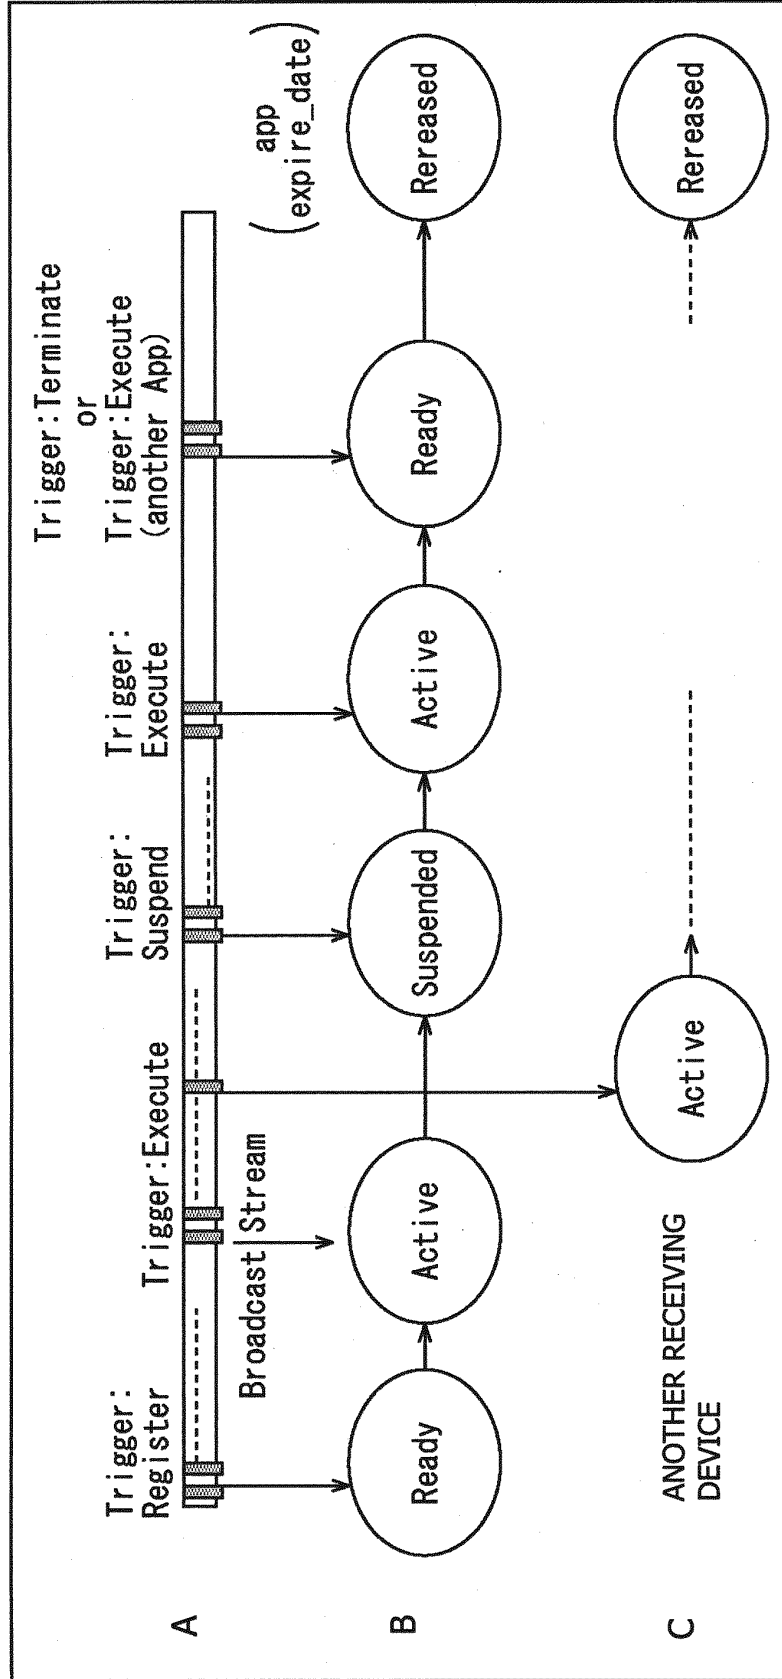 Trigger:
Register
Trigger:Execute
Trigger:
Suspend
Trigger:
Execute
Trigger:Terminate
or
Trigger:Execute
(another App)
A
Broadcast Stream
app
(expire_date)
B
Ready
Active
Suspended
Active
Ready
Rereased
C
ANOTHER RECEIVING
DEVICE
Active
Rereased